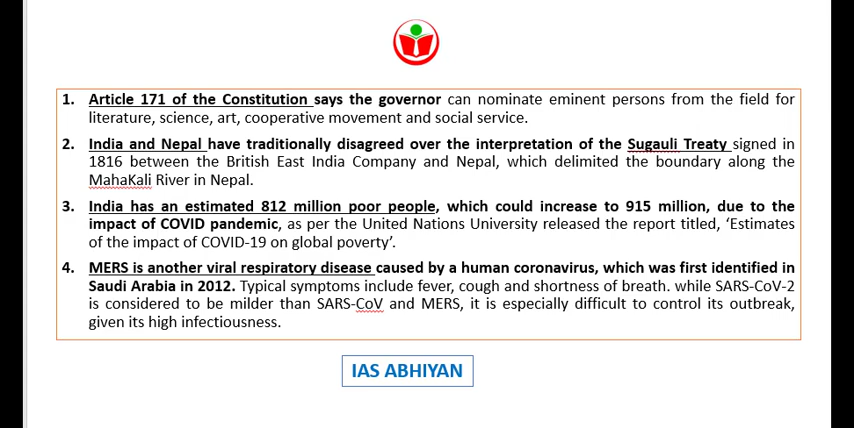 1. Article 171 of the Constitution says the governor can nominate eminent persons from the field for
literature, science, art, cooperative movement and social service.
2. India and Nepal have traditionally disagreed over the interpretation of the Sugauli Treaty signed in
1816 between the British East India Company and Nepal, which delimited the boundary along the
MahaKali River in Nepal.
3. India has an estimated 812 million poor people, which could increase to 915 million, due to the
impact of COVID pandemic, as per the United Nations University released the report titled, ‘Estimates
of the impact of COVID-19 on global poverty’.
4. MERS is another viral respiratory disease caused by a human coronavirus, which was first identified in
Saudi Arabia in 2012. Typical symptoms include fever, cough and shortness of breath. while SARS-CoV-2
is considered to be milder than SARS-CoV and MERS, it is especially difficult to control its outbreak,
given its high infectiousness.
IAS ABHIYAN